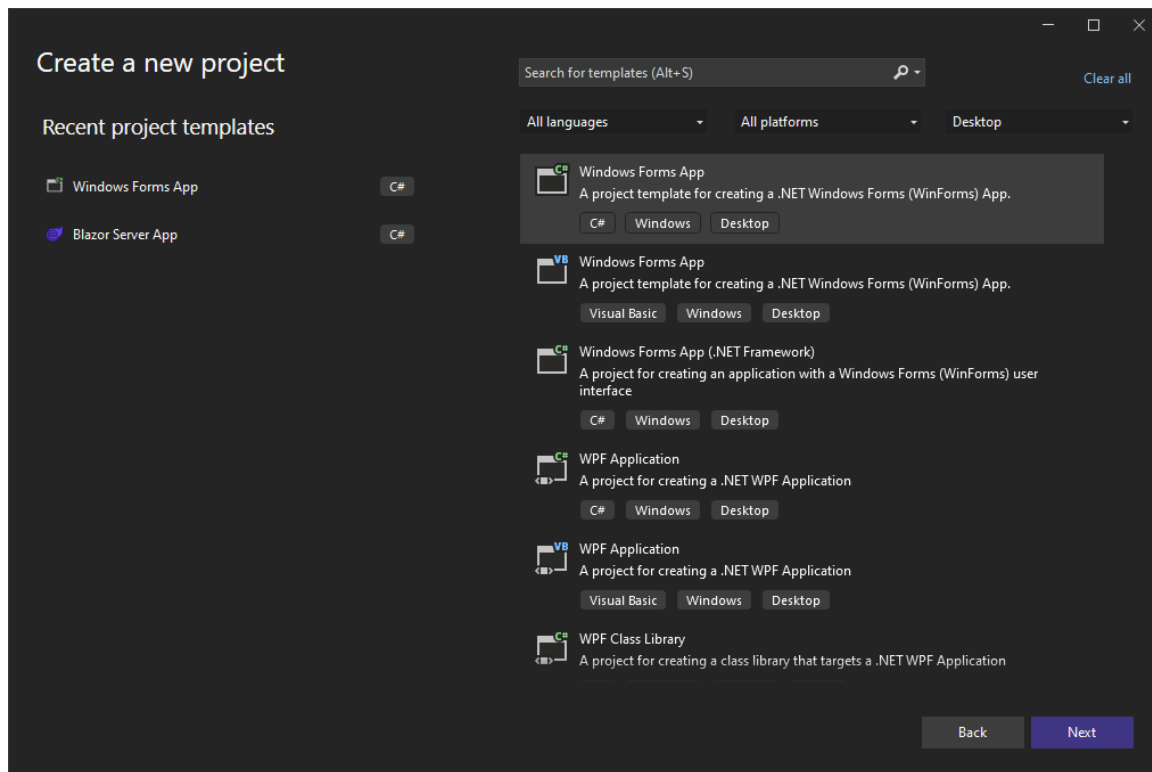 Create a new project
Search for templates (Alt+S)
Clear all
Recent project templates
All languages
All platforms
Desktop
Windows Forms App
C#
Blazor Server App
C#
C#
Windows Forms App
A project template for creating a .NET Windows Forms (WinForms) App.
C# Windows Desktop
VB
Windows Forms App
A project template for creating a .NET Windows Forms (WinForms) App.
Visual Basic Windows Desktop
C#
Windows Forms App (.NET Framework)
A project for creating an application with a Windows Forms (WinForms) user
interface
C# Windows Desktop
C#
WPF Application
A project for creating a .NET WPF Application
C# Windows Desktop
VB
WPF Application
A project for creating a .NET WPF Application
Visual Basic Windows Desktop
C#
WPF Class Library
A project for creating a class library that targets a .NET WPF Application
Back
Next